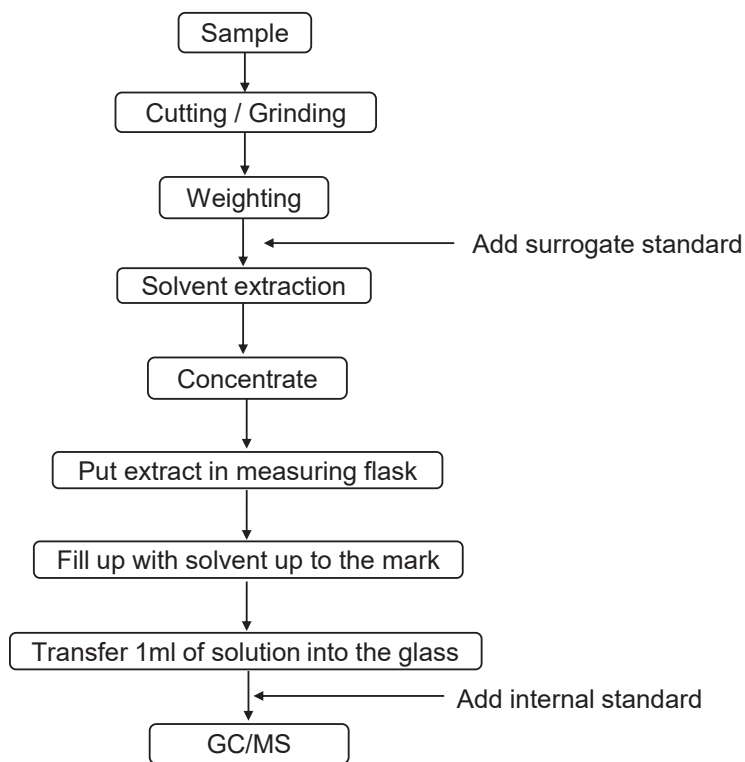 Sample
Cutting / Grinding
Weighting
Add surrogate standard
Solvent extraction
Concentrate
Put extract in measuring flask
Fill up with solvent up to the mark
Transfer 1ml of solution into the glass
Add internal standard
GC/MS